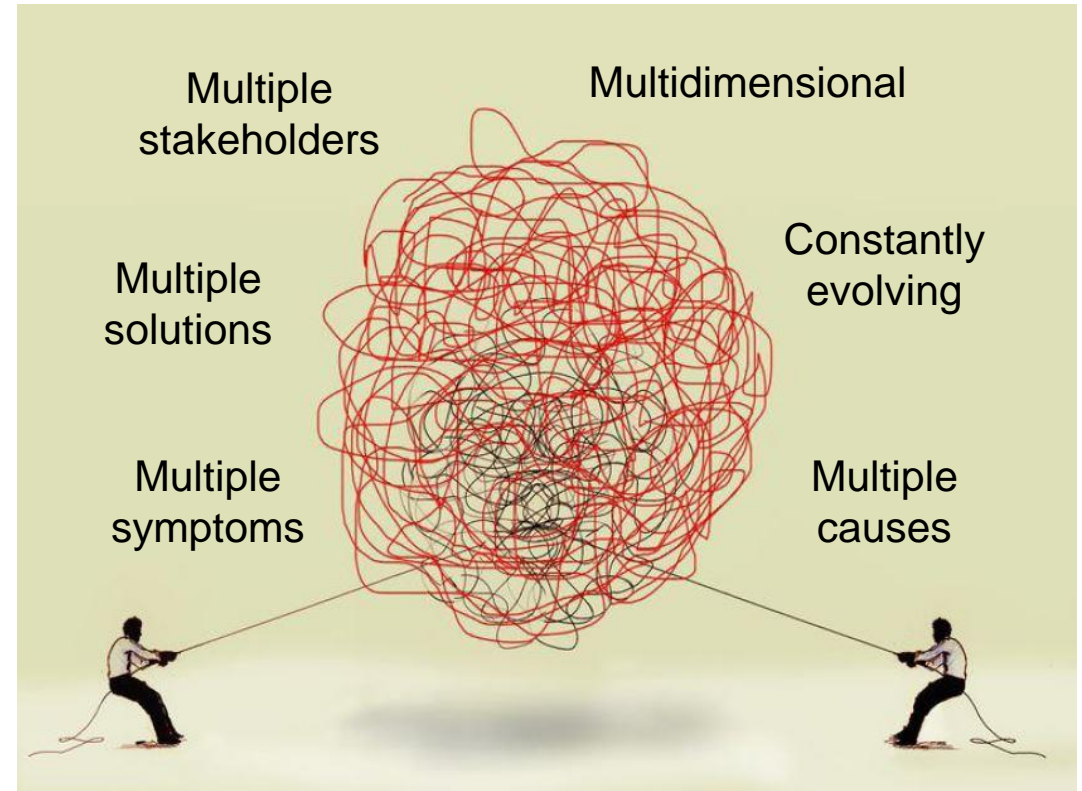 Multiple
stakeholders
Multidimensional
Multiple
solutions
Constantly
evolving
Multiple
symptoms
Multiple
causes